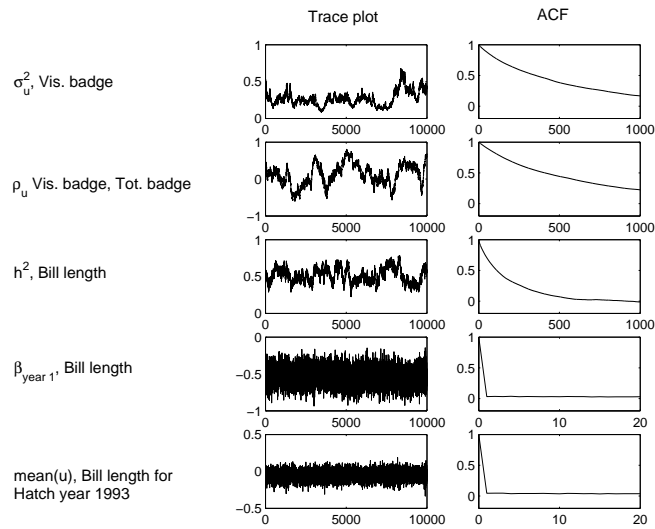 Trace plot ACF
σ²ᵤ, Vis. badge
1
0.5
0
0 5000 10000
1
0.5
0
0 500 1000
ρᵤ Vis. badge, Tot. badge
1
0
−1
0 5000 10000
1
0.5
0
0 500 1000
h², Bill length
1
0.5
0
0 5000 10000
1
0.5
0
0 500 1000
β_year 1, Bill length
0
−0.5
−1
0 5000 10000
1
0.5
0
0 10 20
mean(u), Bill length for
Hatch year 1993
0.5
0
−0.5
0 5000 10000
1
0.5
0
0 10 20